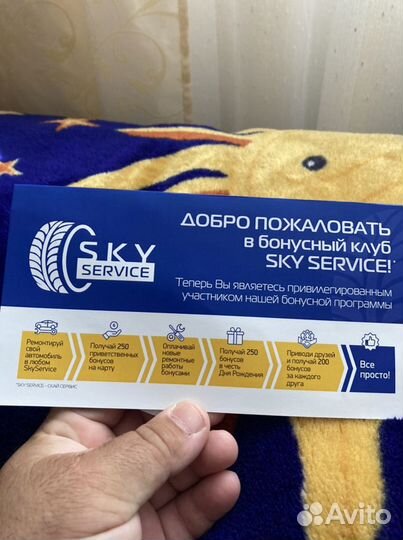 SKY
SERVICE
ДОБРО ПОЖАЛОВАТЬ
в бонусный клуб
SKY SERVICE!*
Теперь Вы являетесь привилегированным
участником нашей бонусной программы
Ремонтируй
свой
автомобиль
в любом
SkyService
Получай 250
приветственных
бонусов
на карту
Оплачивай
новые
ремонтные
работы
бонусами
Получай 250
бонусов
в честь
Дня Рождения
Приводи друзей
и получай 200
бонусов
за каждого
друга
Все
просто!
*SKY SERVICE - СКАЙ СЕРВИС
Avito